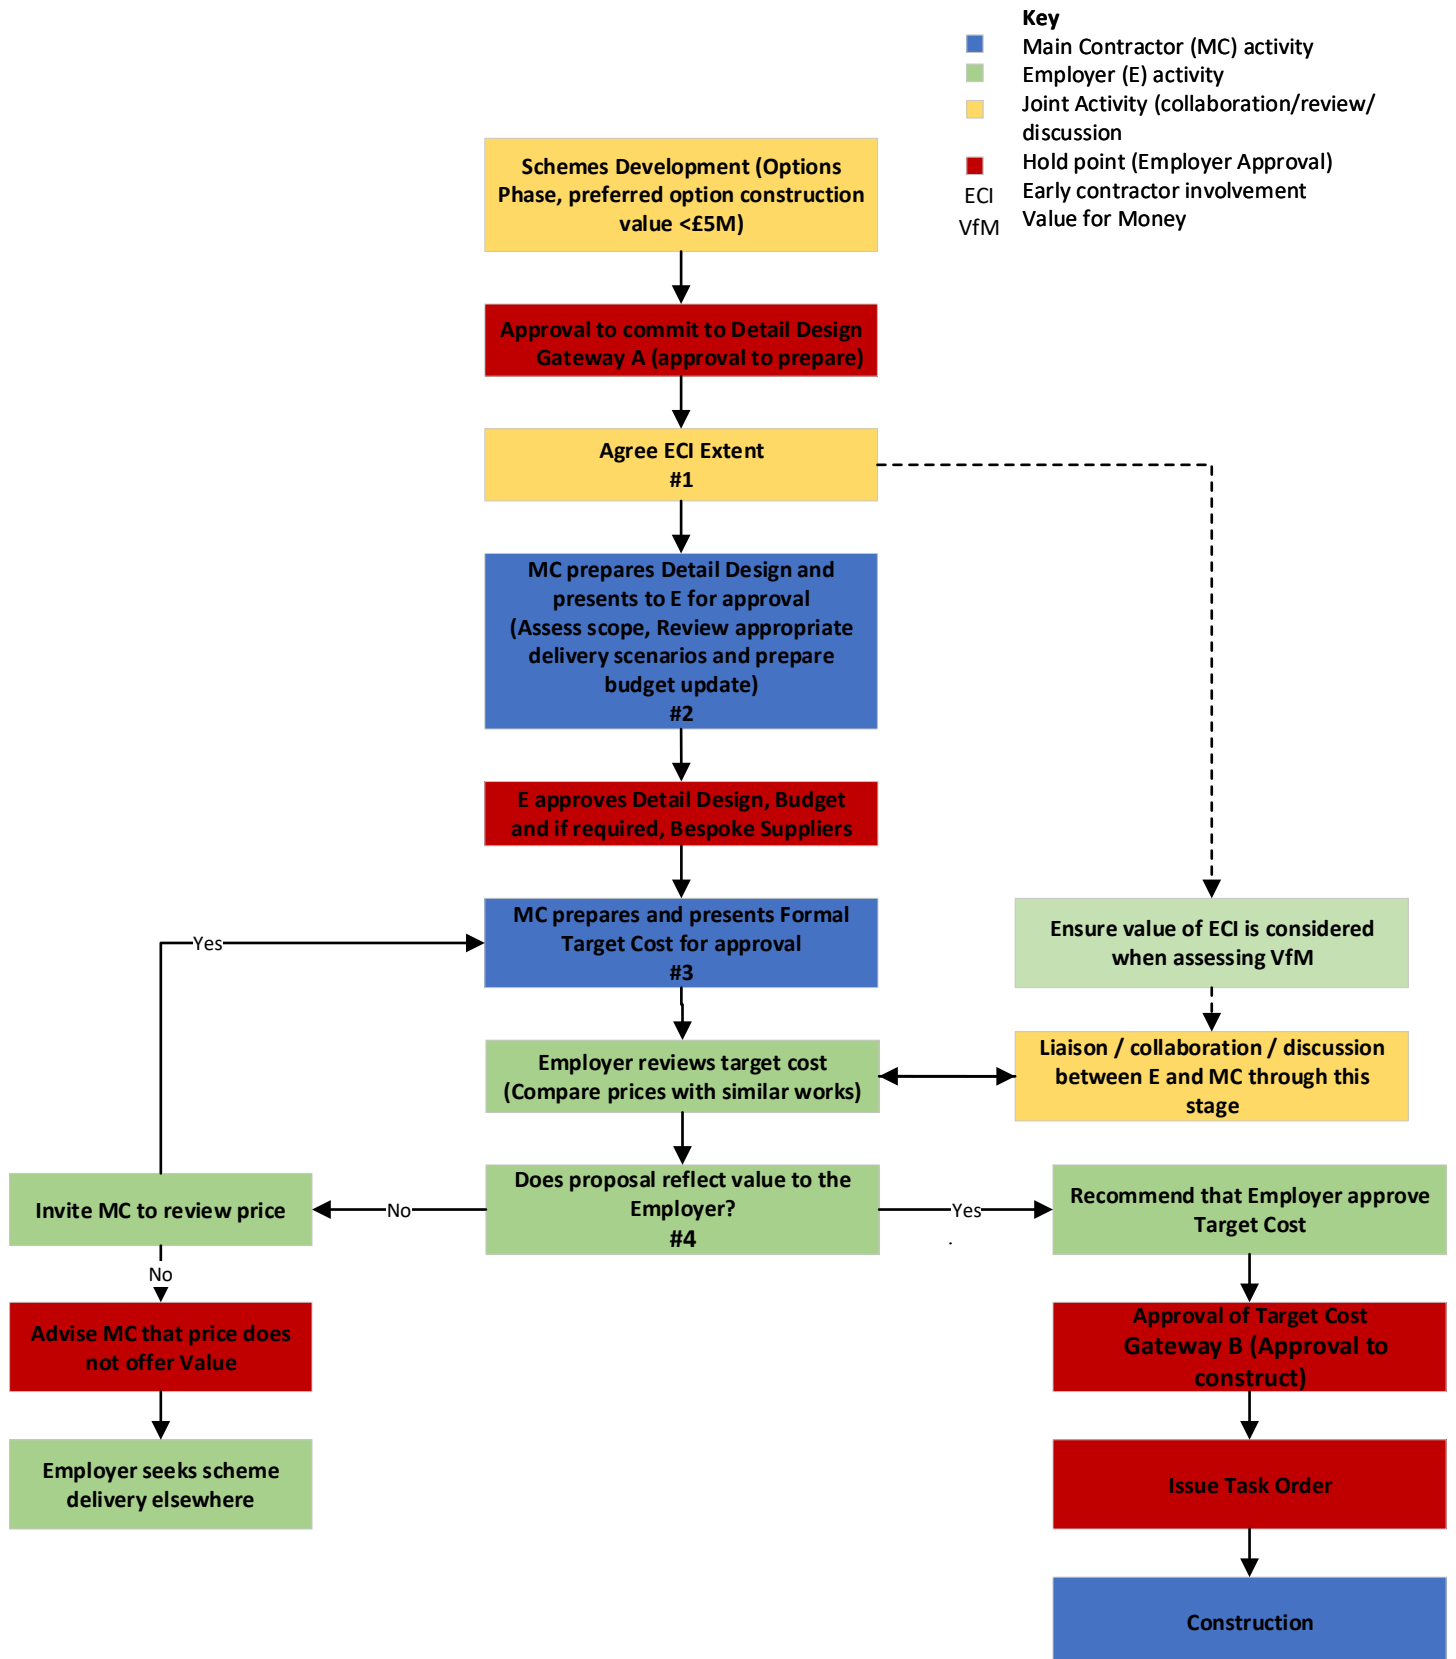 Key
Main Contractor (MC) activity
Employer (E) activity
Joint Activity (collaboration/review/
discussion
Hold point (Employer Approval)
ECI Early contractor involvement
VfM Value for Money
Schemes Development (Options
Phase, preferred option construction
value <£5M)
Approval to commit to Detail Design
Gateway A (approval to prepare)
Agree ECI Extent
#1
MC prepares Detail Design and
presents to E for approval
(Assess scope, Review appropriate
delivery scenarios and prepare
budget update)
#2
E approves Detail Design, Budget
and if required, Bespoke Suppliers
MC prepares and presents Formal
Target Cost for approval
#3
Yes
Ensure value of ECI is considered
when assessing VfM
Employer reviews target cost
(Compare prices with similar works)
Liaison / collaboration / discussion
between E and MC through this
stage
Does proposal reflect value to the
Employer?
#4
No
Yes
.
Invite MC to review price
Recommend that Employer approve
Target Cost
No
Advise MC that price does
not offer Value
Approval of Target Cost
Gateway B (Approval to
construct)
Employer seeks scheme
delivery elsewhere
Issue Task Order
Construction